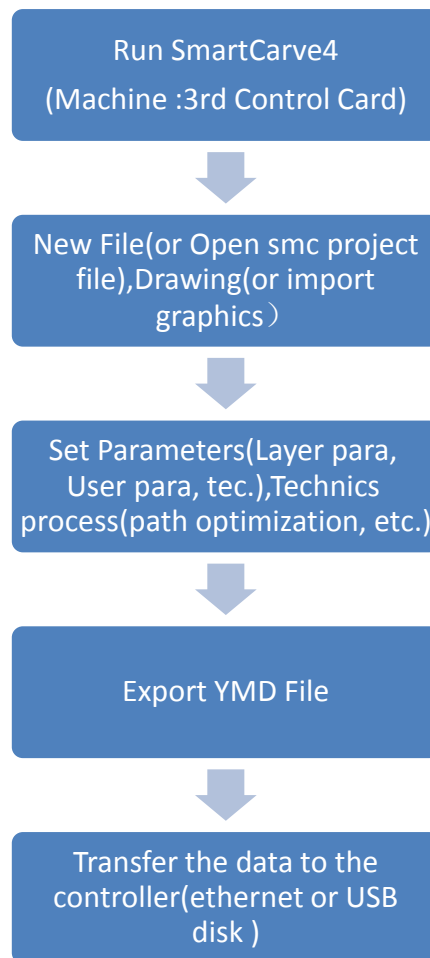 Run SmartCarve4
(Machine :3rd Control Card)
New File(or Open smc project
file),Drawing(or import
graphics）
Set Parameters(Layer para,
User para, tec.),Technics
process(path optimization, etc.)
Export YMD File
Transfer the data to the
controller(ethernet or USB
disk )